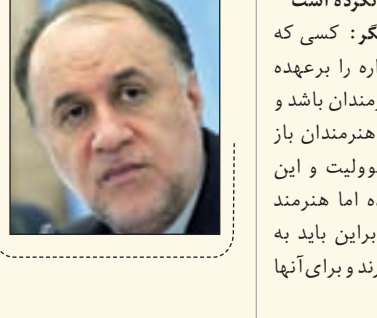 نکرده است
گر: کسی که
اره را برعهده
رمندان باشد و
هنرمندان باز
وولیت و این
ه اما هنرمند
براین باید به
رند و برای آنها